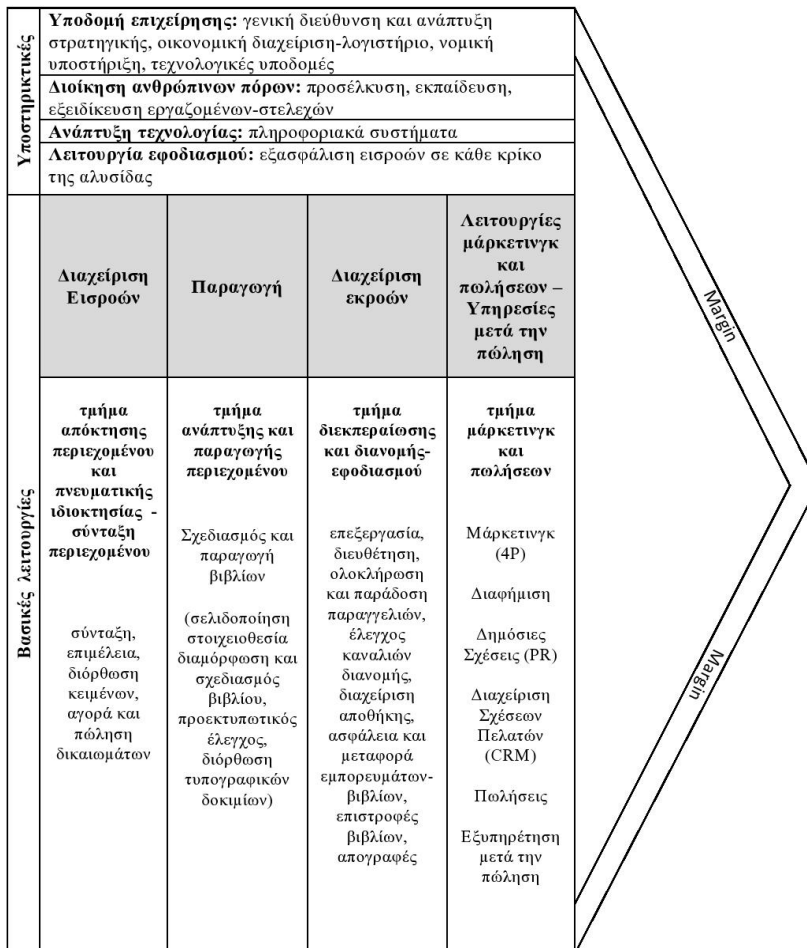 Υποστηρικτικές
Υποδομή επιχείρησης: γενική διεύθυνση και ανάπτυξη
στρατηγικής, οικονομική διαχείριση-λογιστήριο, νομική
υποστήριξη, τεχνολογικές υποδομές
Διοίκηση ανθρώπινων πόρων: προσέλκυση, εκπαίδευση,
εξειδίκευση εργαζομένων-στελεχών
Ανάπτυξη τεχνολογίας: πληροφοριακά συστήματα
Λειτουργία εφοδιασμού: εξασφάλιση εισροών σε κάθε κρίκο
της αλυσίδας
Βασικές λειτουργίες
Διαχείριση
Εισροών
Παραγωγή
Διαχείριση
εκροών
Λειτουργίες
μάρκετινγκ
και
πωλήσεων –
Υπηρεσίες
μετά την
πώληση
τμήμα
απόκτησης
περιεχομένου
και
πνευματικής
ιδιοκτησίας -
σύνταξη
περιεχομένου
σύνταξη,
επιμέλεια,
διόρθωση
κειμένων,
αγορά και
πώληση
δικαιωμάτων
τμήμα
ανάπτυξης και
παραγωγής
περιεχομένου
Σχεδιασμός και
παραγωγή
βιβλίων
(σελιδοποίηση
στοιχειοθεσία
διαμόρφωση και
σχεδιασμός
βιβλίου,
προεκτυπωτικός
έλεγχος,
διόρθωση
τυπογραφικών
δοκιμίων)
τμήμα
διεκπεραίωσης
και διανομής-
εφοδιασμού
επεξεργασία,
διευθέτηση,
ολοκλήρωση
και παράδοση
παραγγελιών,
έλεγχος
καναλιών
διανομής,
διαχείριση
αποθήκης,
ασφάλεια και
μεταφορά
εμπορευμάτων-
βιβλίων,
επιστροφές
βιβλίων,
απογραφές
τμήμα
μάρκετινγκ
και
πωλήσεων
Μάρκετινγκ
(4P)
Διαφήμιση
Δημόσιες
Σχέσεις (PR)
Διαχείριση
Σχέσεων
Πελατών
(CRM)
Πωλήσεις
Εξυπηρέτηση
μετά την
πώληση
Margin
Margin